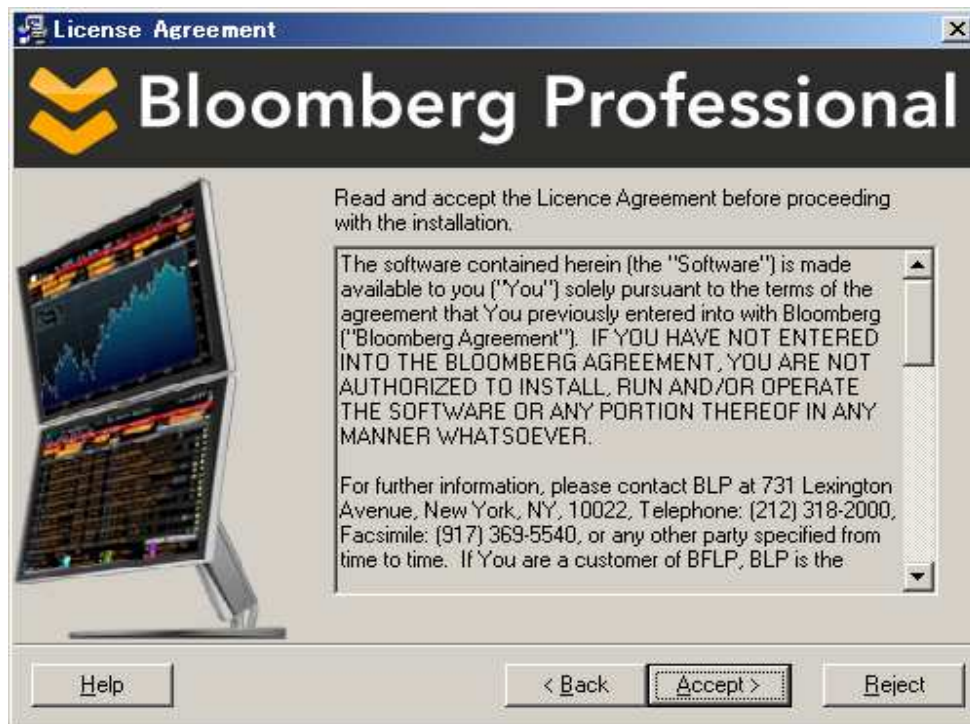 License Agreement
Bloomberg Professional
Read and accept the Licence Agreement before proceeding
with the installation.
The software contained herein (the "Software") is made
available to you ("You") solely pursuant to the terms of the
agreement that You previously entered into with Bloomberg
("Bloomberg Agreement"). IF YOU HAVE NOT ENTERED
INTO THE BLOOMBERG AGREEMENT, YOU ARE NOT
AUTHORIZED TO INSTALL, RUN AND/OR OPERATE
THE SOFTWARE OR ANY PORTION THEREOF IN ANY
MANNER WHATSOEVER.
For further information, please contact BLP at 731 Lexington
Avenue, New York, NY, 10022, Telephone: (212) 318-2000,
Facsimile: (917) 369-5540, or any other party specified from
time to time. If You are a customer of BFLP, BLP is the
Help
< Back
Accept >
Reject